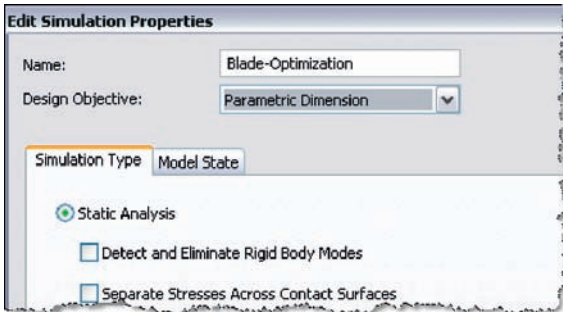 Edit Simulation Properties
Name: Blade-Optimization
Design Objective: Parametric Dimension
Simulation Type Model State
Static Analysis
Detect and Eliminate Rigid Body Modes
Separate Stresses Across Contact Surfaces